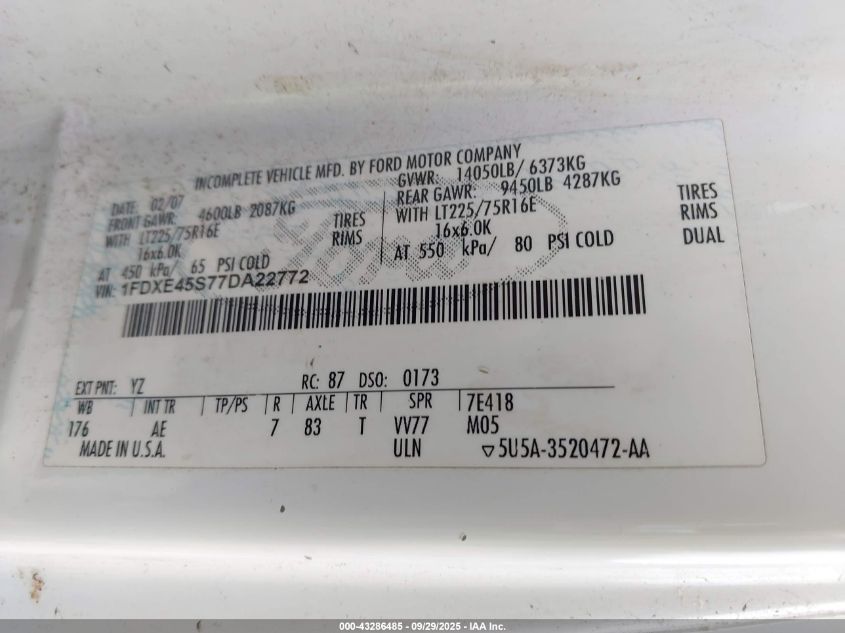 INCOMPLETE VEHICLE MFD. BY FORD MOTOR COMPANY
DATE: 02/07 GVWR: 14050LB/ 6373KG
FRONT GAWR: 4600LB 2087KG REAR GAWR: 9450LB 4287KG
WITH LT225/75R16E TIRES WITH LT225/75R16E TIRES
16x6.0K RIMS 16x6.0K RIMS
AT 450 kPa/ 65 PSI COLD AT 550 kPa/ 80 PSI COLD DUAL
VIN: 1FDXE45S77DA22772
Ford
EXT PNT: YZ RC: 87 DSO: 0173
WB INT TR TP/PS R AXLE TR SPR 7E418
176 AE 7 83 T VV77 M05
MADE IN U.S.A. ULN ▽5U5A-3520472-AA
000-43286485 - 09/29/2025 - IAA Inc.